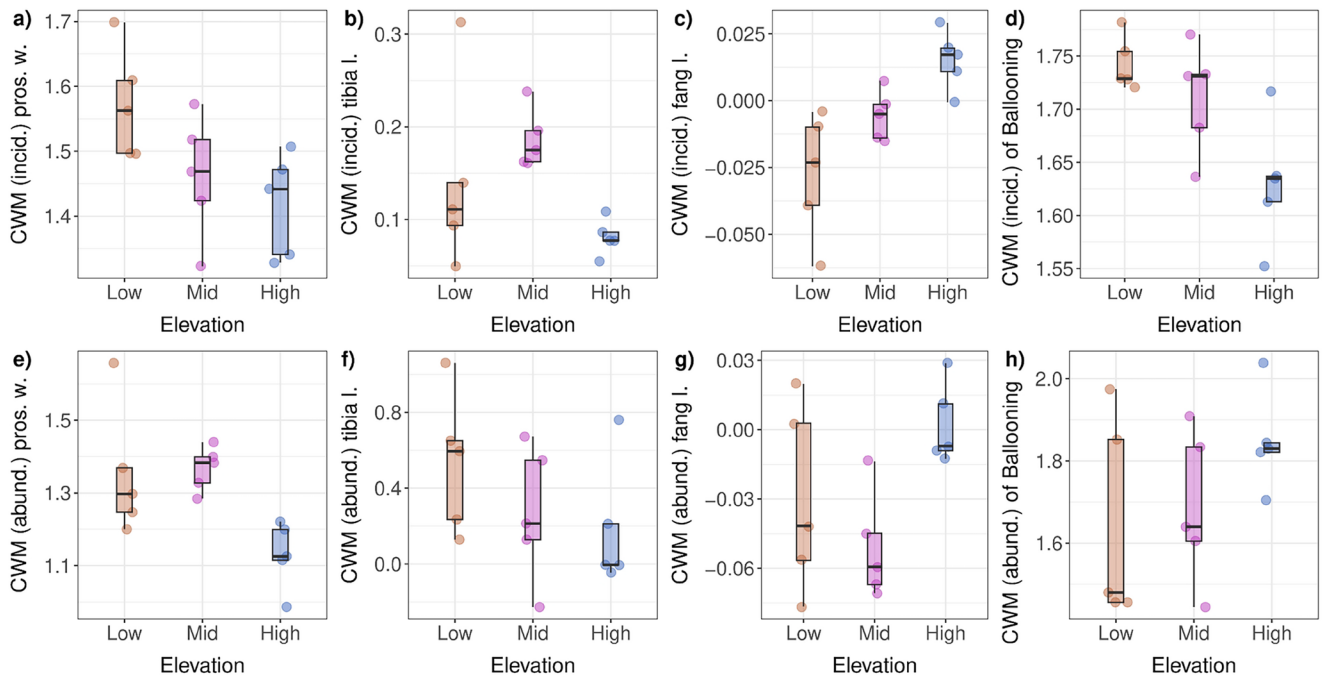 a)
CWM (incid.) pros. w.
1.7
1.6
1.5
1.4
Low Mid High
Elevation
b)
CWM (incid.) tibia l.
0.3
0.2
0.1
Low Mid High
Elevation
c)
CWM (incid.) fang l.
0.025
0.000
−0.025
−0.050
Low Mid High
Elevation
d)
CWM (incid.) of Ballooning
1.75
1.70
1.65
1.60
1.55
Low Mid High
Elevation
e)
CWM (abund.) pros. w.
1.5
1.3
1.1
Low Mid High
Elevation
f)
CWM (abund.) tibia l.
0.8
0.4
0.0
Low Mid High
Elevation
g)
CWM (abund.) fang l.
0.03
0.00
−0.03
−0.06
Low Mid High
Elevation
h)
CWM (abund.) of Ballooning
2.0
1.8
1.6
Low Mid High
Elevation